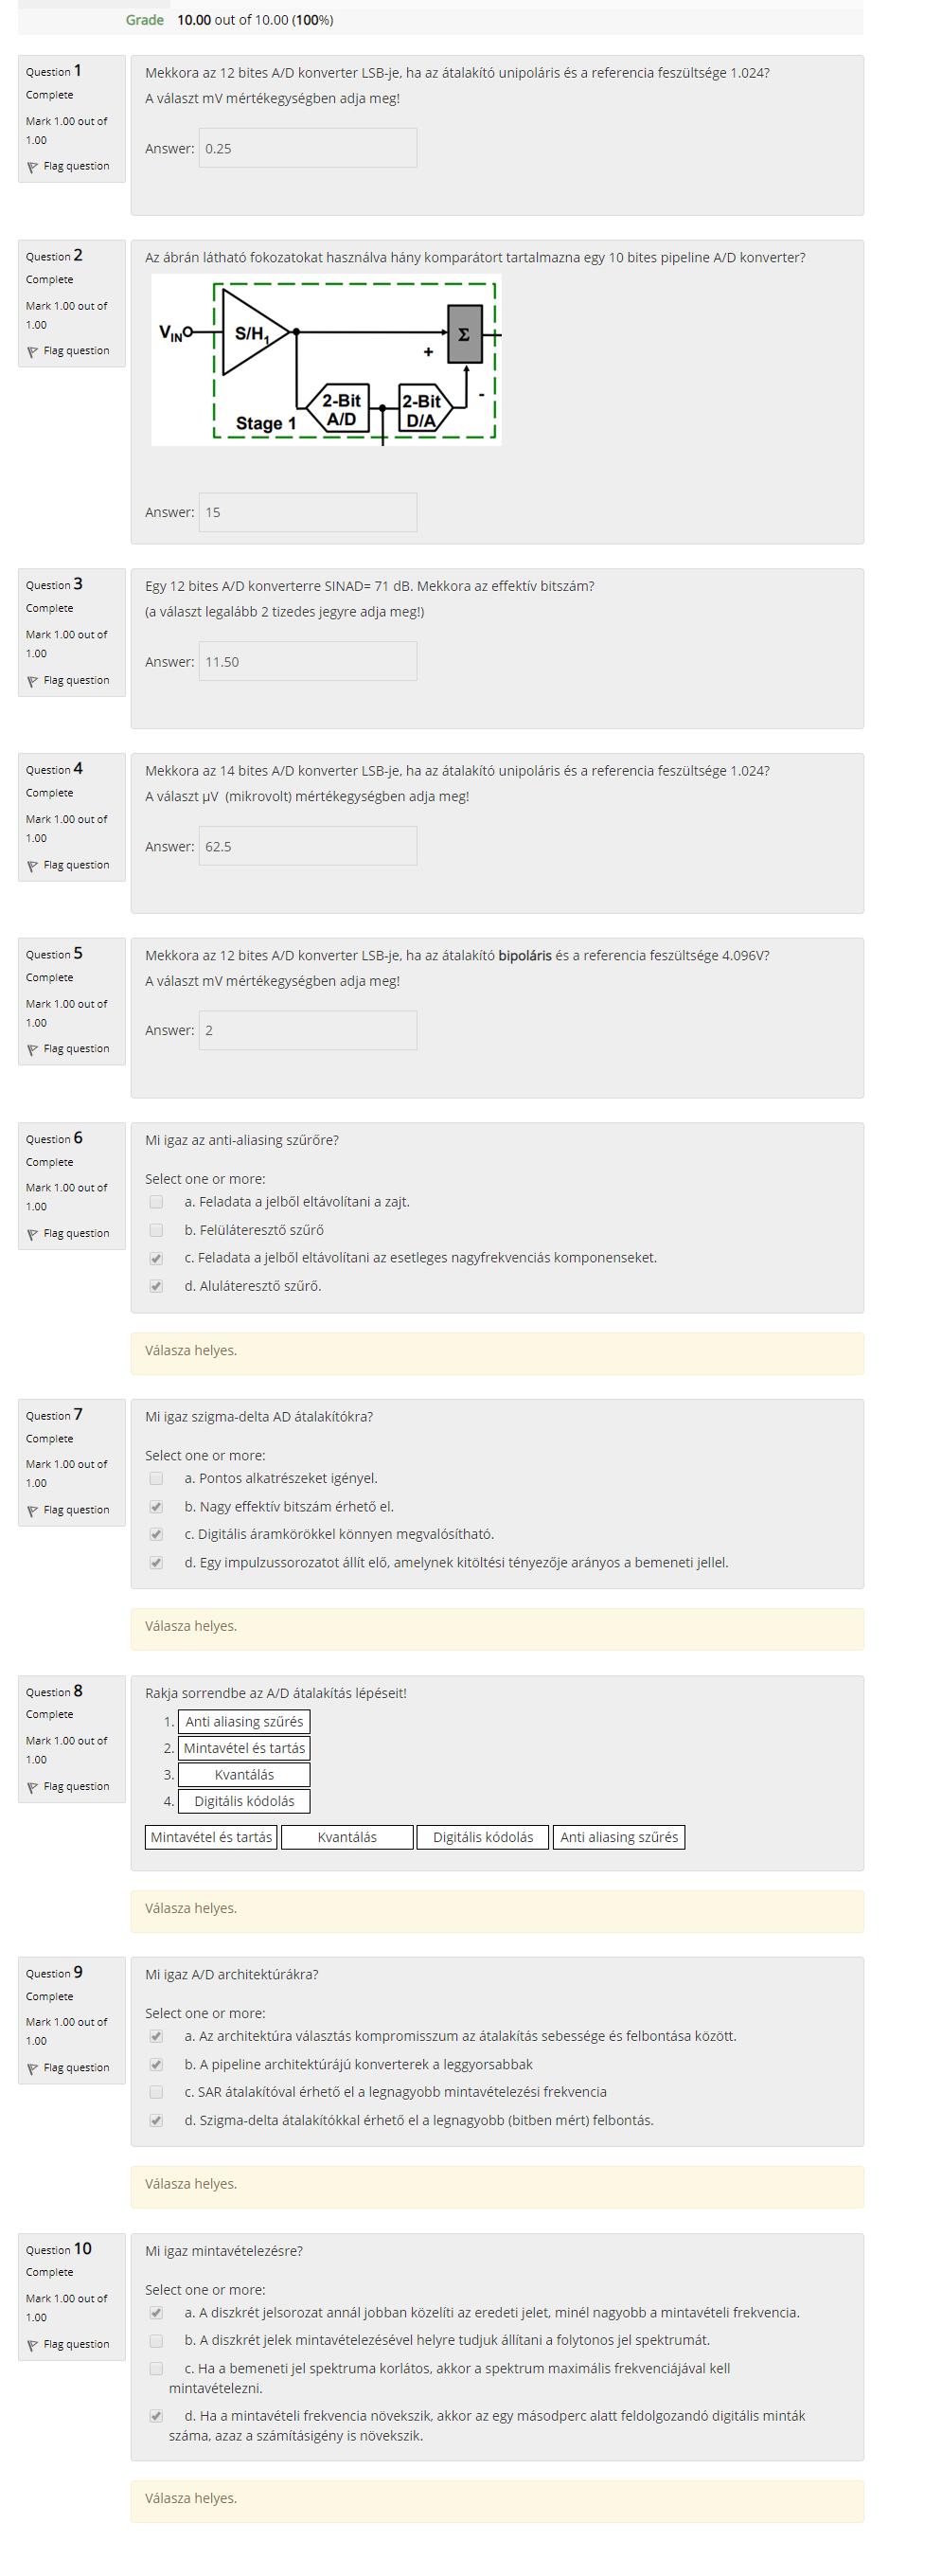 Grade 10.00 out of 10.00 (100%)
Question 1
Complete
Mark 1.00 out of
1.00
Flag question
Mekkora az 12 bites A/D konverter LSB-je, ha az átalakító unipoláris és a referencia feszültsége 1.024?
A választ mV mértékegységben adja meg!
Answer: 0.25
Question 2
Complete
Mark 1.00 out of
1.00
Flag question
Az ábrán látható fokozatokat használva hány komparátort tartalmazna egy 10 bites pipeline A/D konverter?
VIN
S/H1
Σ
+
-
2-Bit
A/D
2-Bit
D/A
Stage 1
Answer: 15
Question 3
Complete
Mark 1.00 out of
1.00
Flag question
Egy 12 bites A/D konverterre SINAD= 71 dB. Mekkora az effektív bitszám?
(a választ legalább 2 tizedes jegyre adja meg!)
Answer: 11.50
Question 4
Complete
Mark 1.00 out of
1.00
Flag question
Mekkora az 14 bites A/D konverter LSB-je, ha az átalakító unipoláris és a referencia feszültsége 1.024?
A választ µV (mikrovolt) mértékegységben adja meg!
Answer: 62.5
Question 5
Complete
Mark 1.00 out of
1.00
Flag question
Mekkora az 12 bites A/D konverter LSB-je, ha az átalakító bipoláris és a referencia feszültsége 4.096V?
A választ mV mértékegységben adja meg!
Answer: 2
Question 6
Complete
Mark 1.00 out of
1.00
Flag question
Mi igaz az anti-aliasing szűrőre?
Select one or more:
a. Feladata a jelből eltávolítani a zajt.
b. Felüláteresztő szűrő
c. Feladata a jelből eltávolítani az esetleges nagyfrekvenciás komponenseket.
d. Aluláteresztő szűrő.
Válasza helyes.
Question 7
Complete
Mark 1.00 out of
1.00
Flag question
Mi igaz szigma-delta AD átalakítókra?
Select one or more:
a. Pontos alkatrészeket igényel.
b. Nagy effektív bitszám érhető el.
c. Digitális áramkörökkel könnyen megvalósítható.
d. Egy impulzussorozatot állít elő, amelynek kitöltési tényezője arányos a bemeneti jellel.
Válasza helyes.
Question 8
Complete
Mark 1.00 out of
1.00
Flag question
Rakja sorrendbe az A/D átalakítás lépéseit!
1. Anti aliasing szűrés
2. Mintavétel és tartás
3. Kvantálás
4. Digitális kódolás
Mintavétel és tartás Kvantálás Digitális kódolás Anti aliasing szűrés
Válasza helyes.
Question 9
Complete
Mark 1.00 out of
1.00
Flag question
Mi igaz A/D architektúrákra?
Select one or more:
a. Az architektúra választás kompromisszum az átalakítás sebessége és felbontása között.
b. A pipeline architektúrájú konverterek a leggyorsabbak
c. SAR átalakítóval érhető el a legnagyobb mintavételezési frekvencia
d. Szigma-delta átalakítókkal érhető el a legnagyobb (bitben mért) felbontás.
Válasza helyes.
Question 10
Complete
Mark 1.00 out of
1.00
Flag question
Mi igaz mintavételezésre?
Select one or more:
a. A diszkrét jelsorozat annál jobban közelíti az eredeti jelet, minél nagyobb a mintavételi frekvencia.
b. A diszkrét jelek mintavételezésével helyre tudjuk állítani a folytonos jel spektrumát.
c. Ha a bemeneti jel spektruma korlátos, akkor a spektrum maximális frekvenciájával kell
mintavételezni.
d. Ha a mintavételi frekvencia növekszik, akkor az egy másodperc alatt feldolgozandó digitális minták
száma, azaz a számításigény is növekszik.
Válasza helyes.